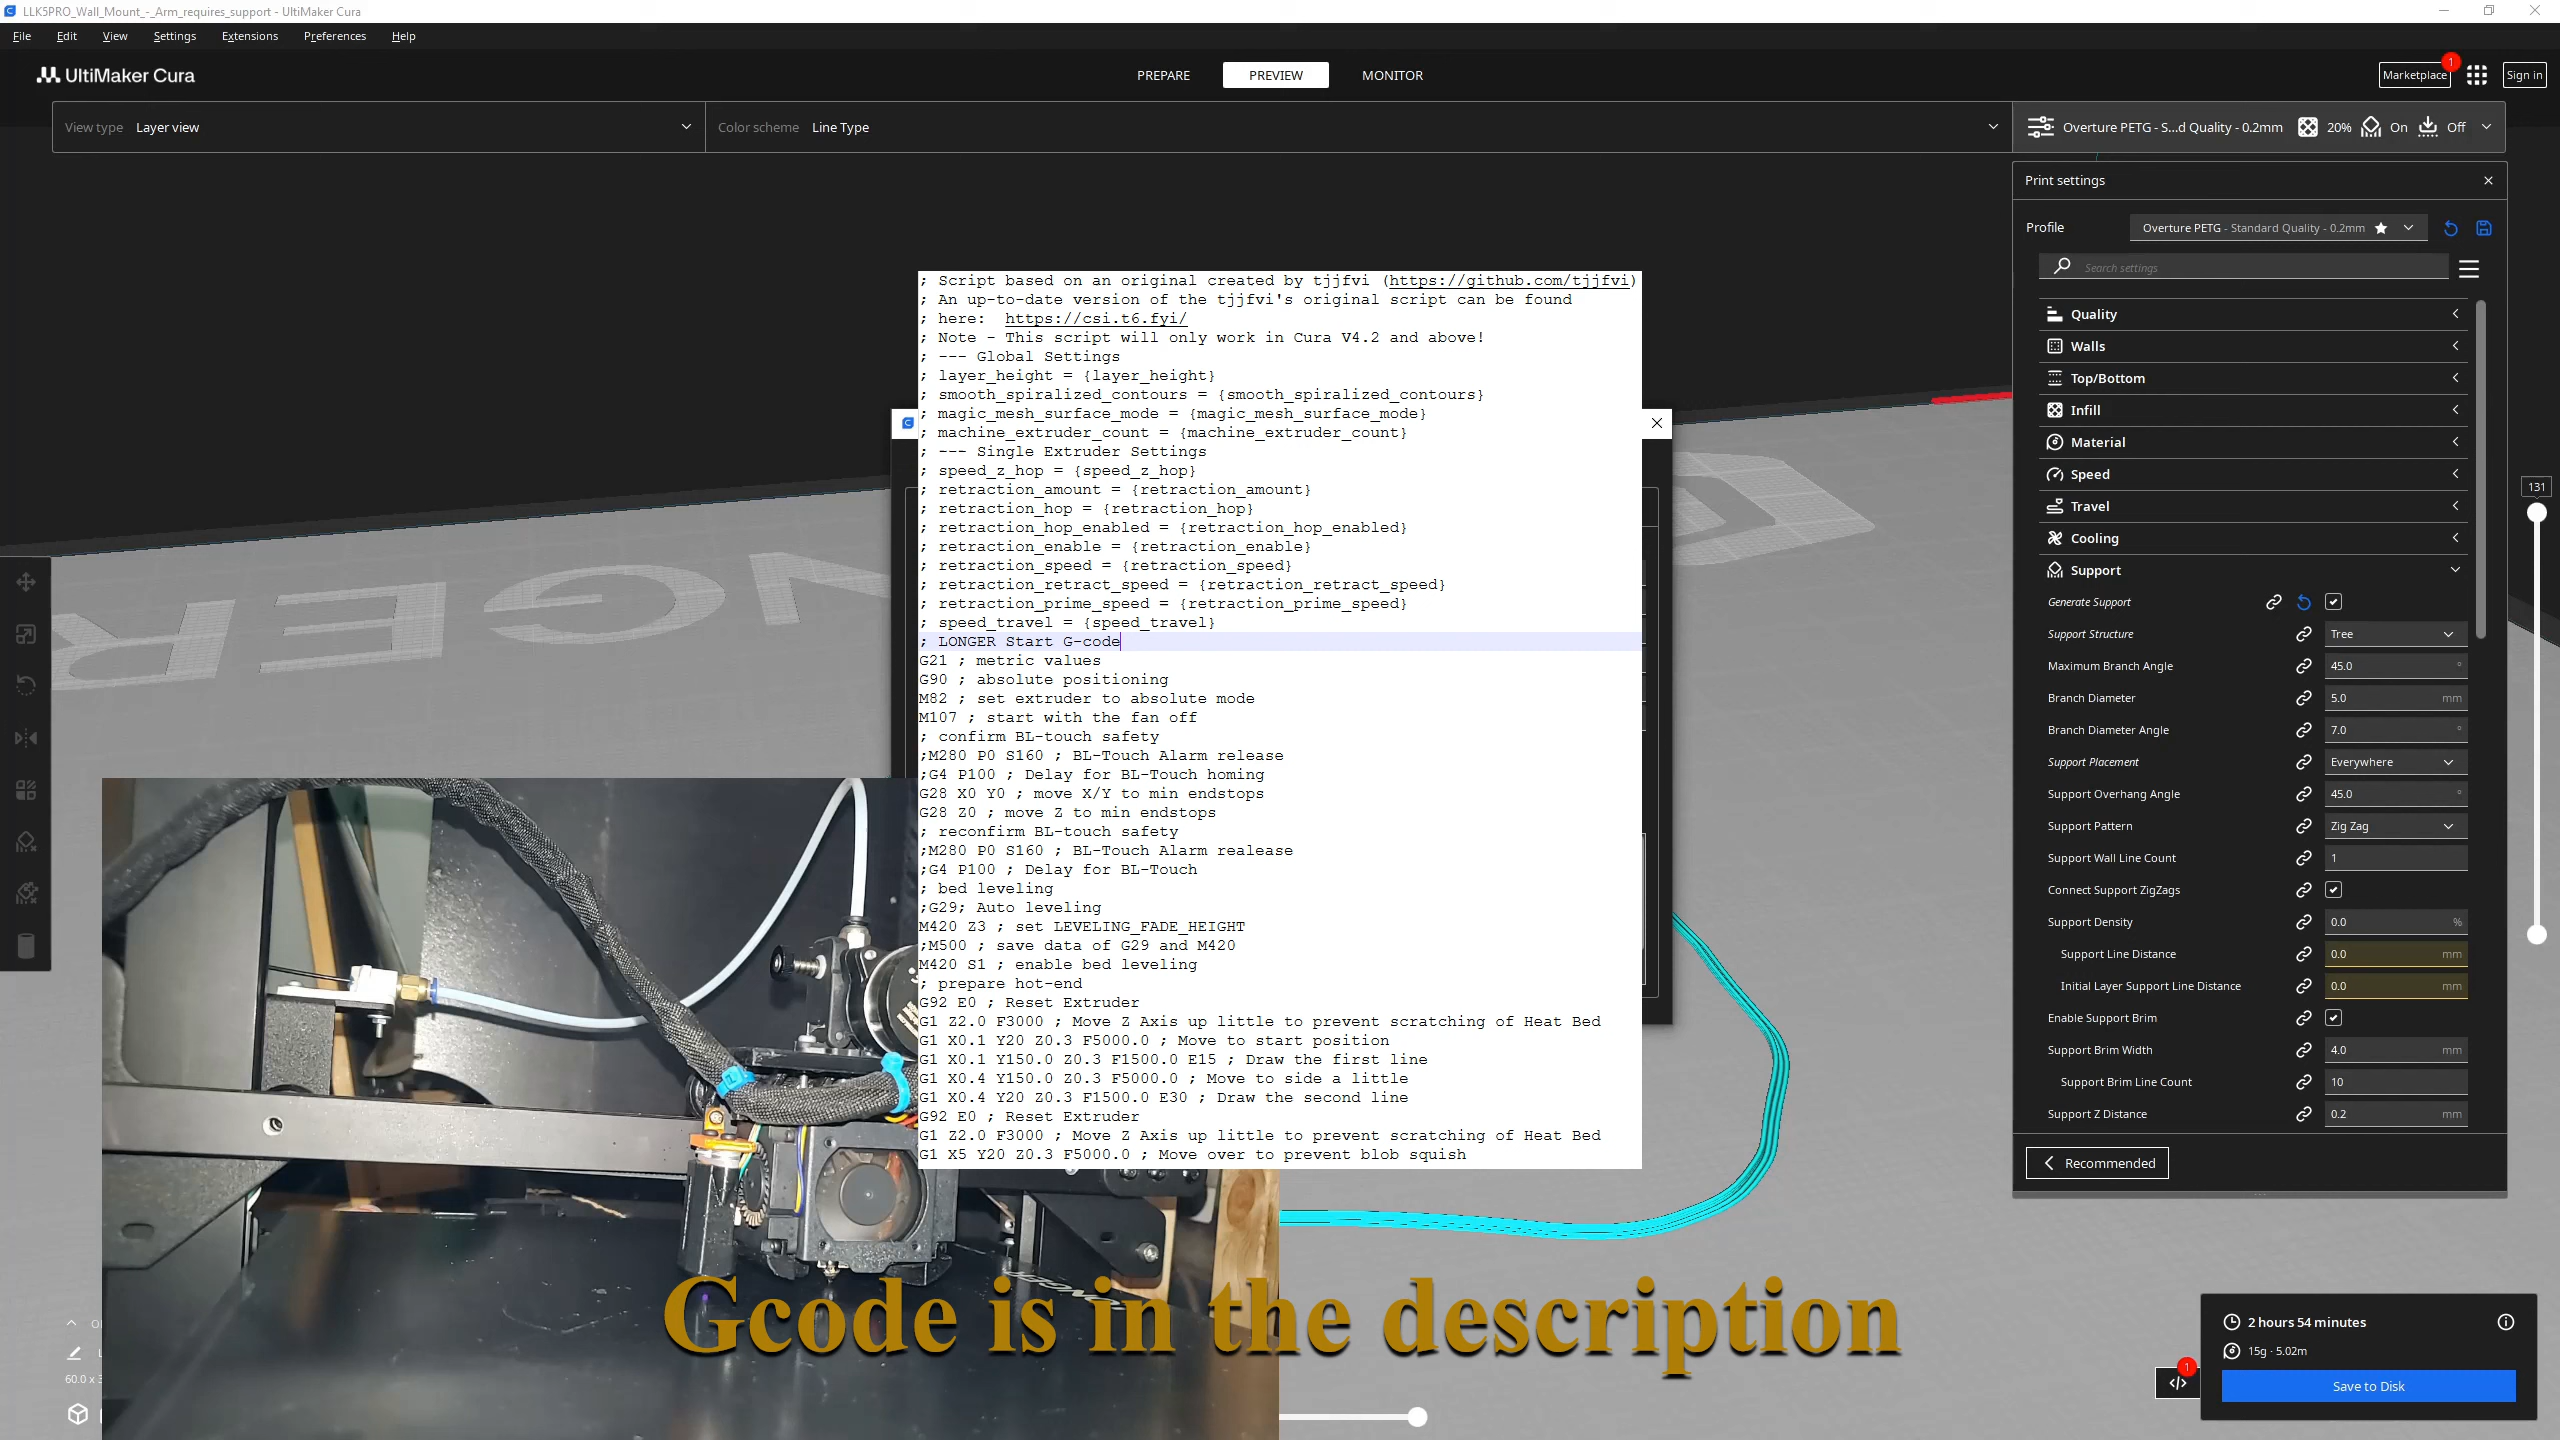 LLK5PRO_Wall_Mount_-_Arm_requires_support - UltiMaker Cura
File Edit View Settings Extensions Preferences Help
UltiMaker Cura
PREPARE PREVIEW MONITOR
Marketplace 1 Sign in
View type Layer view
Color scheme Line Type
Overture PETG - S...d Quality - 0.2mm 20% On Off
Print settings
Profile Overture PETG - Standard Quality - 0.2mm
Search settings
Quality
Walls
Top/Bottom
Infill
Material
Speed
Travel
Cooling
Support
Generate Support
Support Structure Tree
Maximum Branch Angle 45.0 °
Branch Diameter 5.0 mm
Branch Diameter Angle 7.0 °
Support Placement Everywhere
Support Overhang Angle 45.0 °
Support Pattern Zig Zag
Support Wall Line Count 1
Connect Support ZigZags
Support Density 0.0 %
Support Line Distance 0.0 mm
Initial Layer Support Line Distance 0.0 mm
Enable Support Brim
Support Brim Width 4.0 mm
Support Brim Line Count 10
Support Z Distance 0.2 mm
Recommended
131
; Script based on an original created by tjjfvi (https://github.com/tjjfvi)
; An up-to-date version of the tjjfvi's original script can be found
; here:  https://csi.t6.fyi/
; Note - This script will only work in Cura V4.2 and above!
; --- Global Settings
; layer_height = {layer_height}
; smooth_spiralized_contours = {smooth_spiralized_contours}
; magic_mesh_surface_mode = {magic_mesh_surface_mode}
; machine_extruder_count = {machine_extruder_count}
; --- Single Extruder Settings
; speed_z_hop = {speed_z_hop}
; retraction_amount = {retraction_amount}
; retraction_hop = {retraction_hop}
; retraction_hop_enabled = {retraction_hop_enabled}
; retraction_enable = {retraction_enable}
; retraction_speed = {retraction_speed}
; retraction_retract_speed = {retraction_retract_speed}
; retraction_prime_speed = {retraction_prime_speed}
; speed_travel = {speed_travel}
; LONGER Start G-code
G21 ; metric values
G90 ; absolute positioning
M82 ; set extruder to absolute mode
M107 ; start with the fan off
; confirm BL-touch safety
;M280 P0 S160 ; BL-Touch Alarm release
;G4 P100 ; Delay for BL-Touch homing
G28 X0 Y0 ; move X/Y to min endstops
G28 Z0 ; move Z to min endstops
; reconfirm BL-touch safety
;M280 P0 S160 ; BL-Touch Alarm realease
;G4 P100 ; Delay for BL-Touch
; bed leveling
;G29; Auto leveling
M420 Z3 ; set LEVELING_FADE_HEIGHT
;M500 ; save data of G29 and M420
M420 S1 ; enable bed leveling
; prepare hot-end
G92 E0 ; Reset Extruder
G1 Z2.0 F3000 ; Move Z Axis up little to prevent scratching of Heat Bed
G1 X0.1 Y20 Z0.3 F5000.0 ; Move to start position
G1 X0.1 Y150.0 Z0.3 F1500.0 E15 ; Draw the first line
G1 X0.4 Y150.0 Z0.3 F5000.0 ; Move to side a little
G1 X0.4 Y20 Z0.3 F1500.0 E30 ; Draw the second line
G92 E0 ; Reset Extruder
G1 Z2.0 F3000 ; Move Z Axis up little to prevent scratching of Heat Bed
G1 X5 Y20 Z0.3 F5000.0 ; Move over to prevent blob squish
Gcode is in the description
60.0 x
2 hours 54 minutes
15g · 5.02m
1
Save to Disk